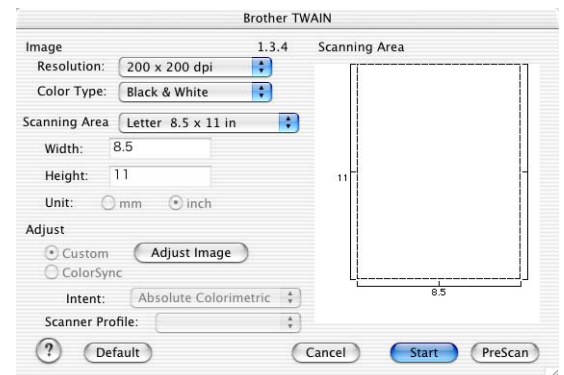 Brother TWAIN
Image 1.3.4
Resolution: 200 x 200 dpi
Color Type: Black & White
Scanning Area Letter 8.5 x 11 in
Width: 8.5
Height: 11
Unit: mm inch
Adjust
Custom Adjust Image
ColorSync
Intent: Absolute Colorimetric
Scanner Profile:
Scanning Area
11
8.5
? Default Cancel Start PreScan